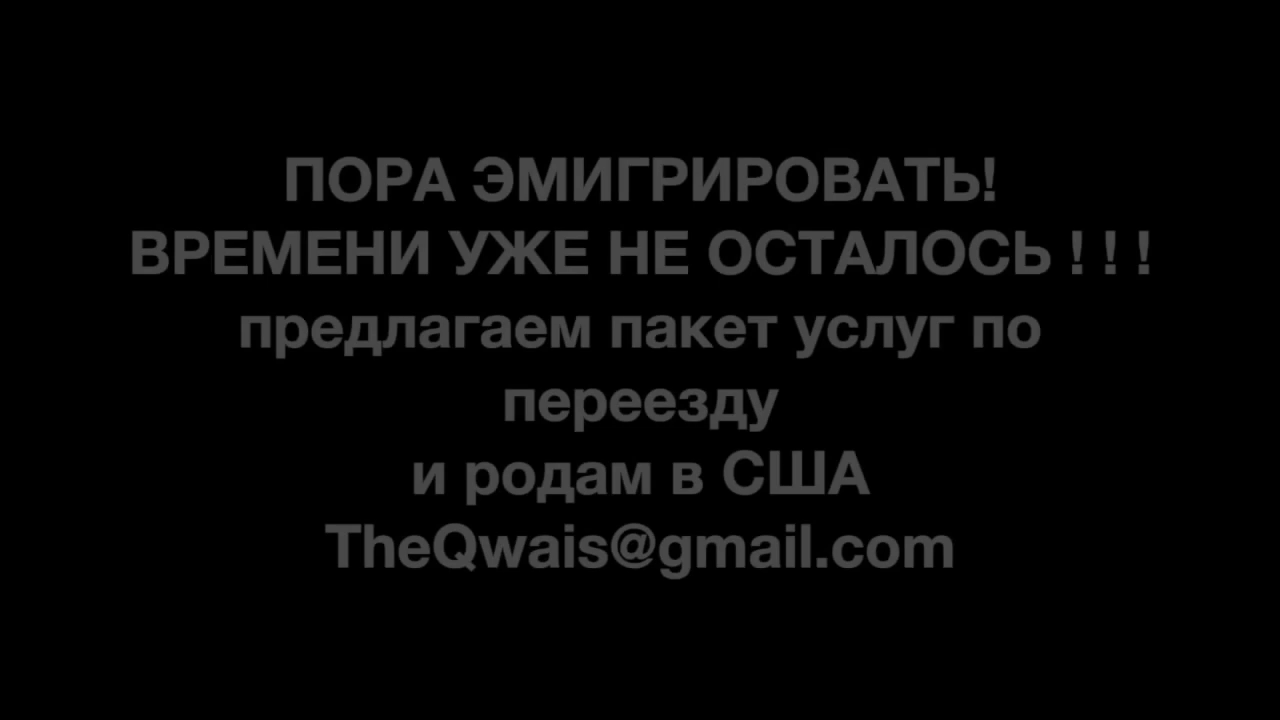 ПОРА ЭМИГРИРОВАТЬ!
ВРЕМЕНИ УЖЕ НЕ ОСТАЛОСЬ ! ! !
предлагаем пакет услуг по
переезду
и родам в США
TheQwais@gmail.com